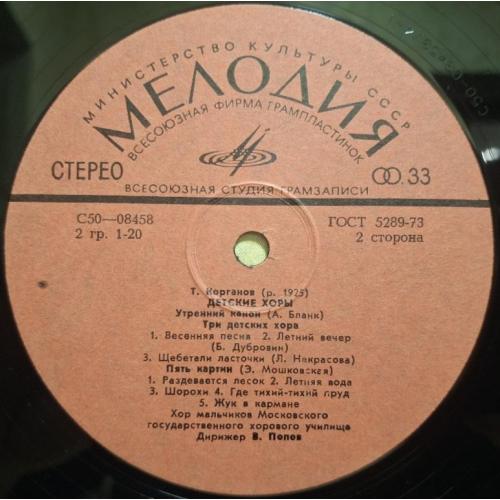 МИНИСТЕРСТВО КУЛЬТУРЫ СССР
МЕЛОДИЯ
ВСЕСОЮЗНАЯ ФИРМА ГРАМПЛАСТИНОК
СТЕРЕО
33
ВСЕСОЮЗНАЯ СТУДИЯ ГРАМЗАПИСИ
С50—08458
ГОСТ 5289-73
2 гр. 1-20
2 сторона
Т. Корганов (р. 1925)
ДЕТСКИЕ ХОРЫ
Утренний канон (А. Бланк)
Три детских хора
1. Весенняя песня 2. Летний вечер
(Б. Дубровин)
3. Щебетали ласточки (Л. Некрасова)
Пять картин (Э. Мошковская)
1. Раздевается лесок 2. Летняя вода
3. Шорохи 4. Где тихий-тихий пруд
5. Жук в кармане
Хор мальчиков Московского
государственного хорового училища
Дирижер В. Попов